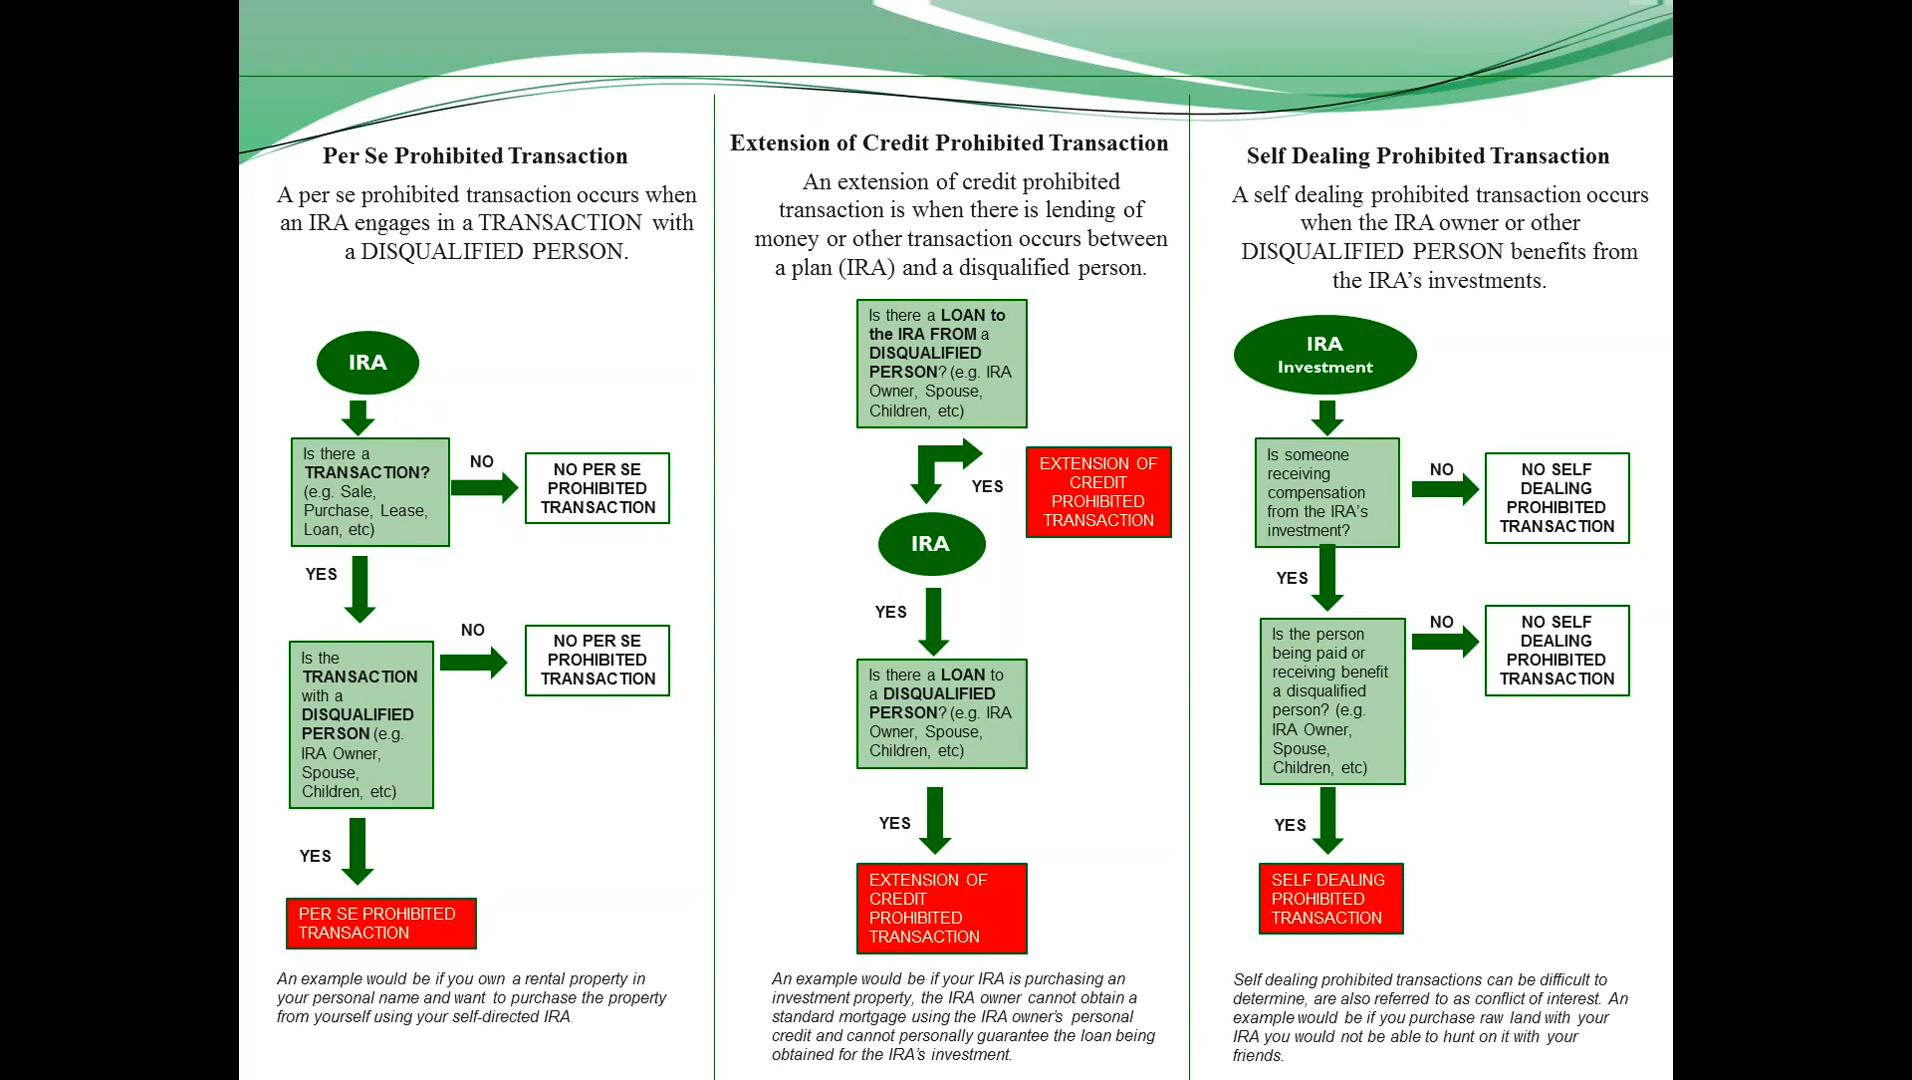 Per Se Prohibited Transaction
A per se prohibited transaction occurs when
an IRA engages in a TRANSACTION with
a DISQUALIFIED PERSON.
IRA
Is there a
TRANSACTION?
(e.g. Sale,
Purchase, Lease,
Loan, etc)
NO
NO PER SE
PROHIBITED
TRANSACTION
YES
Is the
TRANSACTION
with a
DISQUALIFIED
PERSON (e.g.
IRA Owner,
Spouse,
Children, etc)
NO
NO PER SE
PROHIBITED
TRANSACTION
YES
PER SE PROHIBITED
TRANSACTION
An example would be if you own a rental property in
your personal name and want to purchase the property
from yourself using your self-directed IRA.
Extension of Credit Prohibited Transaction
An extension of credit prohibited
transaction is when there is lending of
money or other transaction occurs between
a plan (IRA) and a disqualified person.
Is there a LOAN to
the IRA FROM a
DISQUALIFIED
PERSON? (e.g. IRA
Owner, Spouse,
Children, etc)
YES
EXTENSION OF
CREDIT
PROHIBITED
TRANSACTION
IRA
YES
Is there a LOAN to
a DISQUALIFIED
PERSON? (e.g. IRA
Owner, Spouse,
Children, etc)
YES
EXTENSION OF
CREDIT
PROHIBITED
TRANSACTION
An example would be if your IRA is purchasing an
investment property, the IRA owner cannot obtain a
standard mortgage using the IRA owner's personal
credit and cannot personally guarantee the loan being
obtained for the IRA's investment.
Self Dealing Prohibited Transaction
A self dealing prohibited transaction occurs
when the IRA owner or other
DISQUALIFIED PERSON benefits from
the IRA's investments.
IRA
Investment
Is someone
receiving
compensation
from the IRA's
investment?
NO
NO SELF
DEALING
PROHIBITED
TRANSACTION
YES
Is the person
being paid or
receiving benefit
a disqualified
person? (e.g.
IRA Owner,
Spouse,
Children, etc)
NO
NO SELF
DEALING
PROHIBITED
TRANSACTION
YES
SELF DEALING
PROHIBITED
TRANSACTION
Self dealing prohibited transactions can be difficult to
determine, are also referred to as conflict of interest. An
example would be if you purchase raw land with your
IRA you would not be able to hunt on it with your
friends.